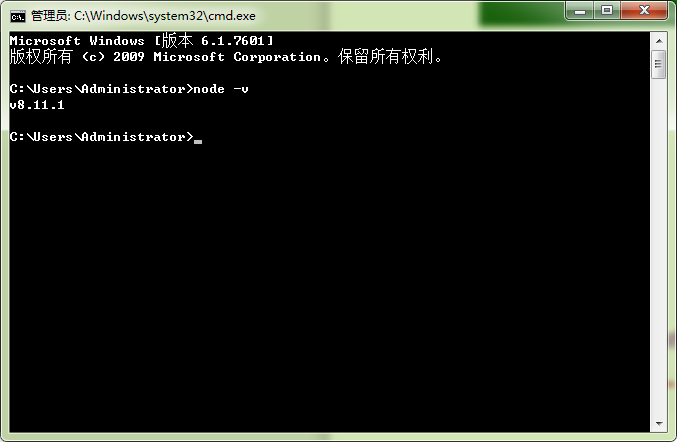 管理员: C:\Windows\system32\cmd.exe
Microsoft Windows [版本 6.1.7601]
版权所有 (c) 2009 Microsoft Corporation。保留所有权利。
C:\Users\Administrator>node -v
v8.11.1
C:\Users\Administrator>